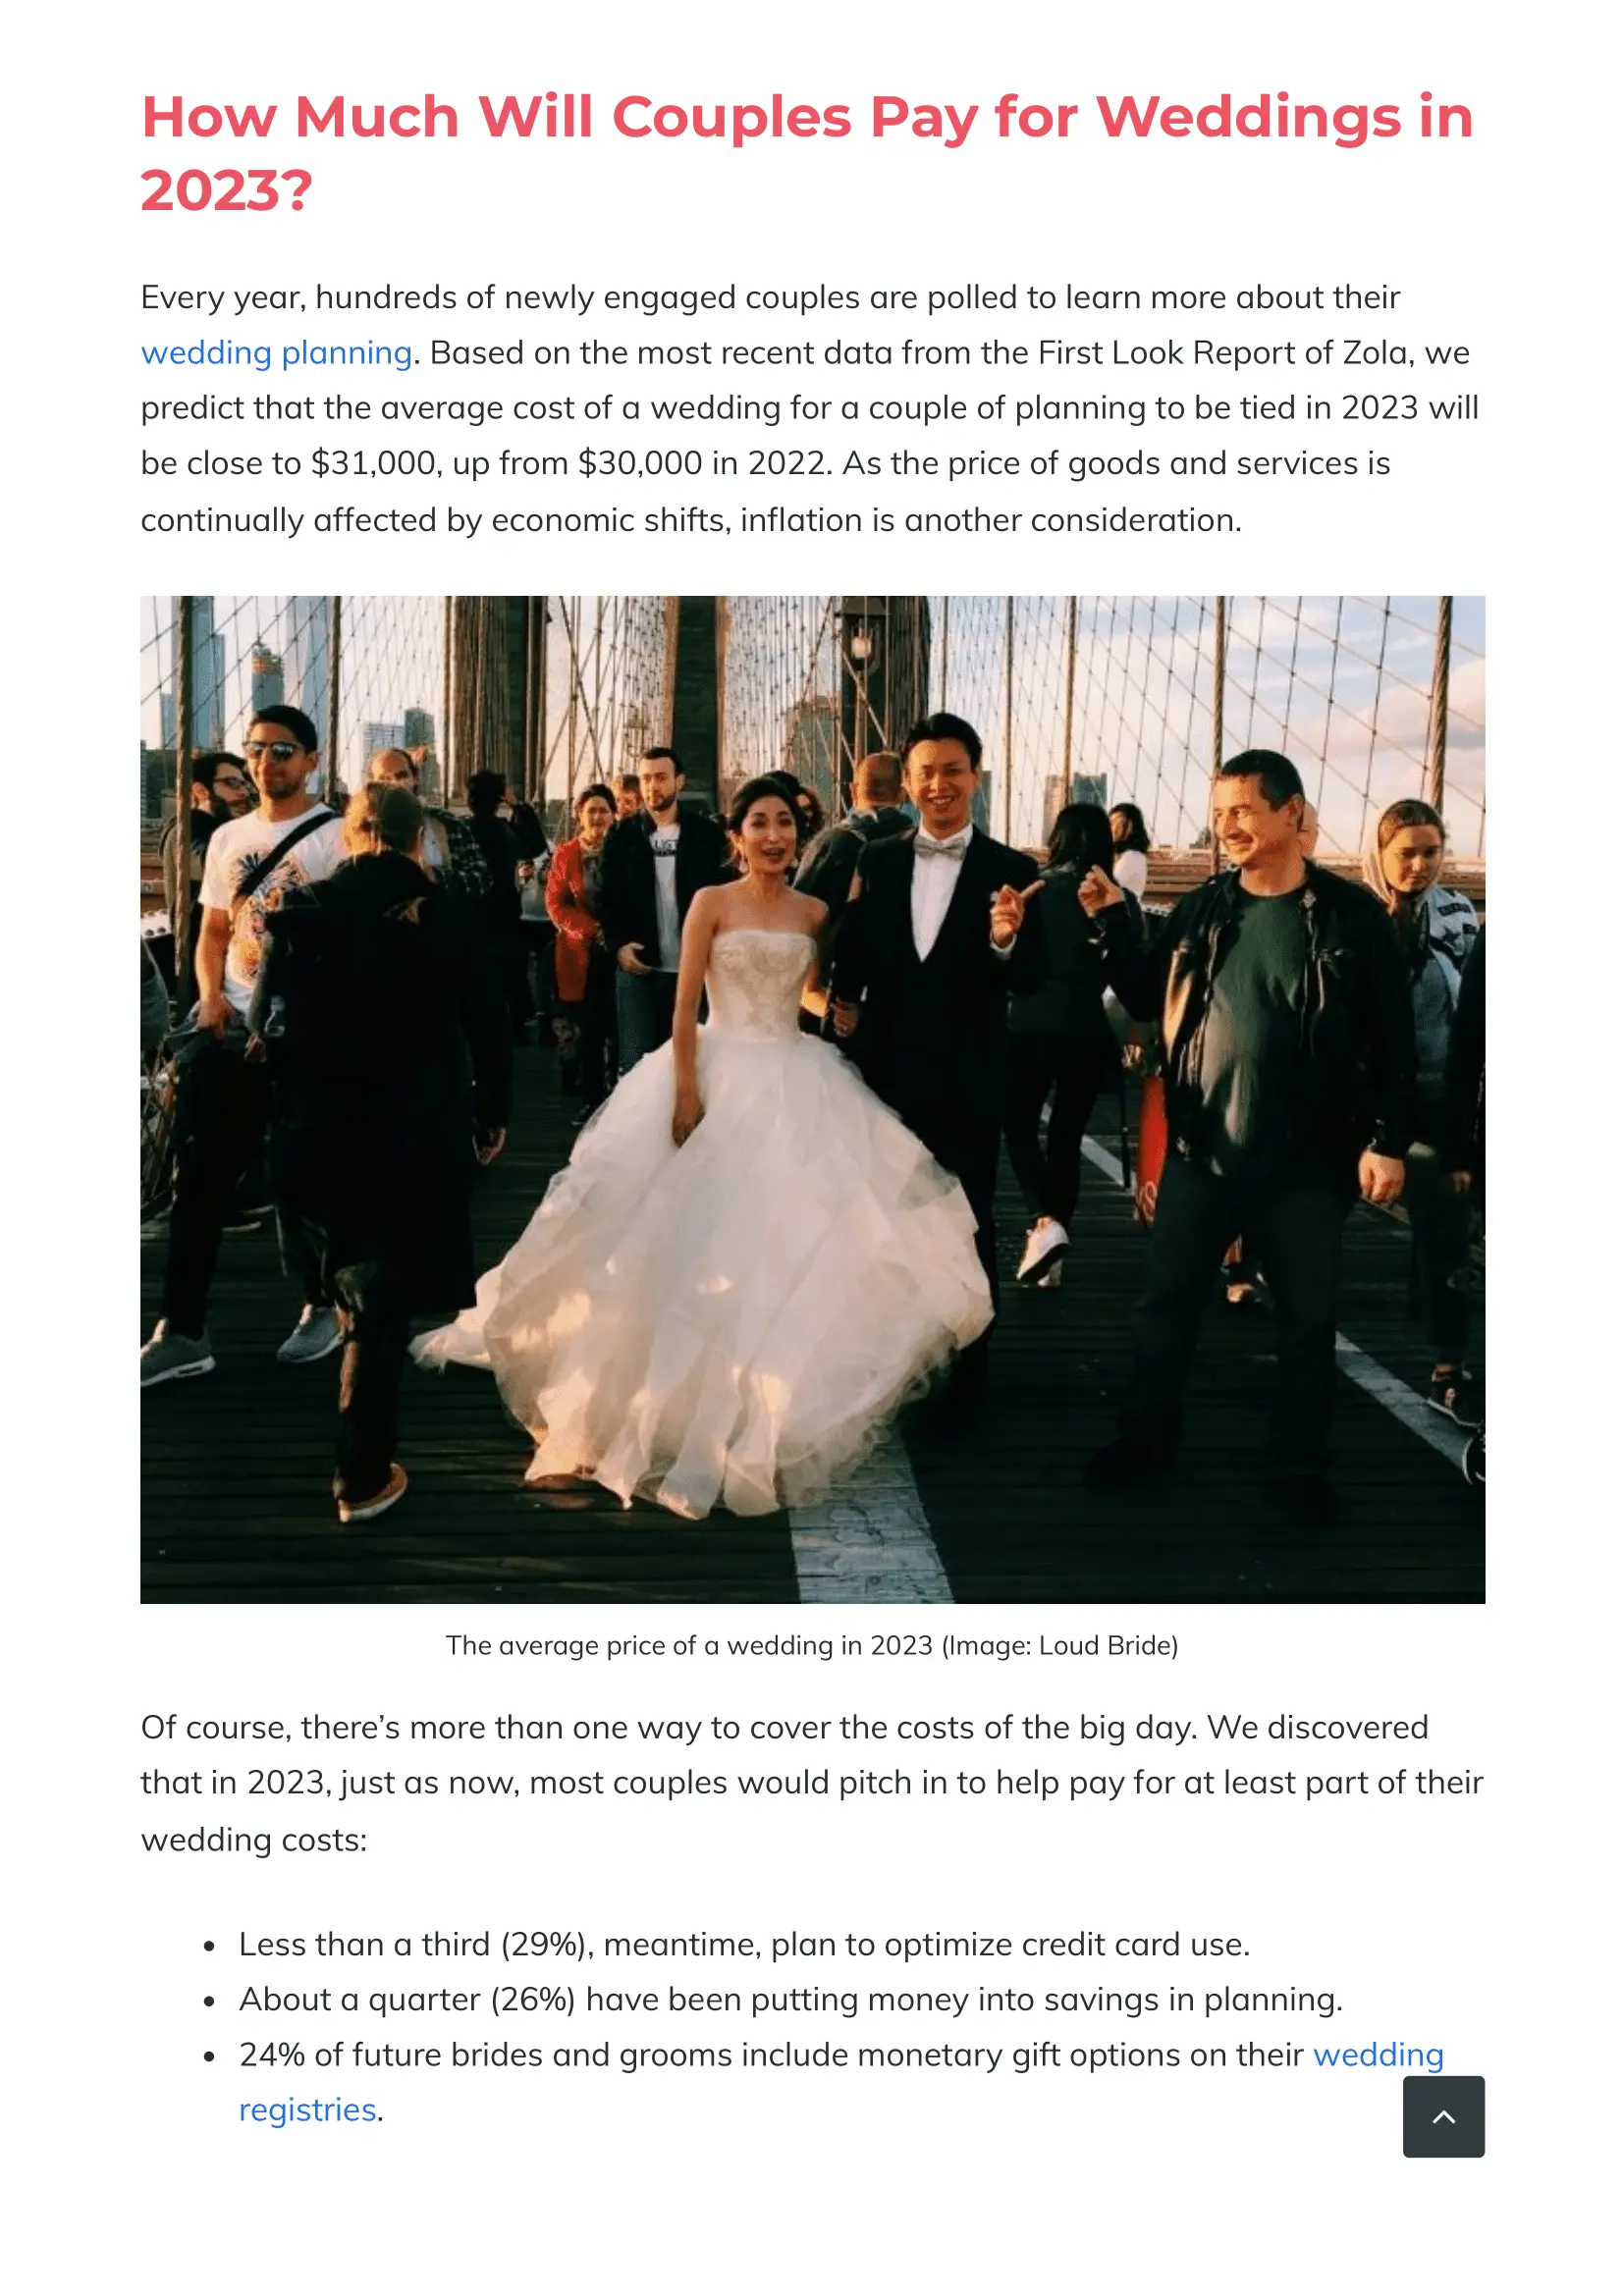 How Much Will Couples Pay for Weddings in
2023?
Every year, hundreds of newly engaged couples are polled to learn more about their
wedding planning. Based on the most recent data from the First Look Report of Zola, we
predict that the average cost of a wedding for a couple of planning to be tied in 2023 will
be close to $31,000, up from $30,000 in 2022. As the price of goods and services is
continually affected by economic shifts, inflation is another consideration.
The average price of a wedding in 2023 (Image: Loud Bride)
Of course, there’s more than one way to cover the costs of the big day. We discovered
that in 2023, just as now, most couples would pitch in to help pay for at least part of their
wedding costs:
• Less than a third (29%), meantime, plan to optimize credit card use.
• About a quarter (26%) have been putting money into savings in planning.
• 24% of future brides and grooms include monetary gift options on their wedding
registries.